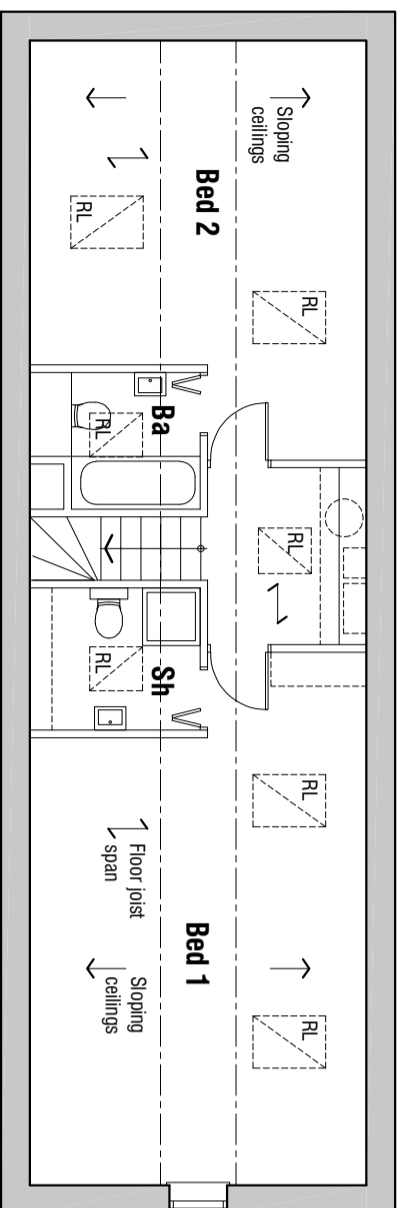 Sloping
ceilings
Bed 2
RL
RL
Ba
RL
RL
Sh
RL
RL
Floor joist
span
Bed 1
Sloping
ceilings
RL